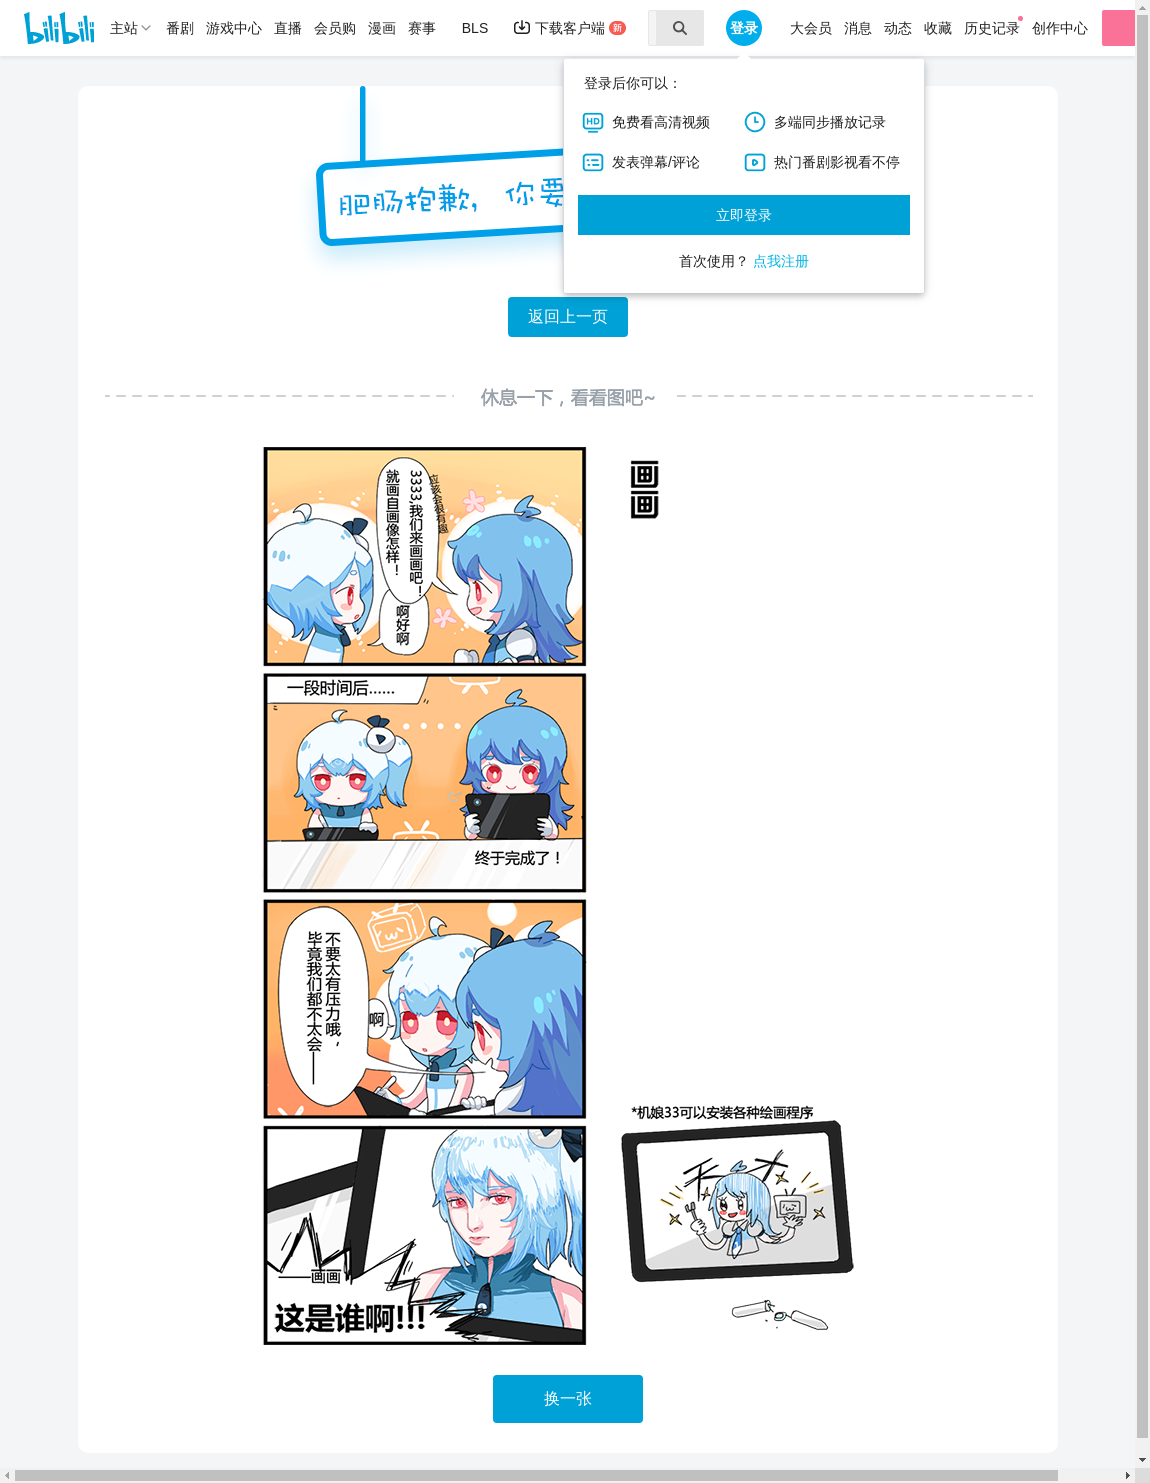 bilibili
主站 番剧 游戏中心 直播 会员购 漫画 赛事 BLS 下载客户端 新 登录 大会员 消息 动态 收藏 历史记录 创作中心
登录后你可以：
HD 免费看高清视频 多端同步播放记录
发表弹幕/评论 热门番剧影视看不停
立即登录
首次使用？ 点我注册
肥肠抱歉，你要
返回上一页
休息一下，看看图吧~
画画
3333,我们来画画吧！
就画自画像怎样！
应该会很有趣
啊好啊
一段时间后……
终于完成了！
不要太有压力哦，
毕竟我们都不太会——
啊
——画画
这是谁啊!!!
*机娘33可以安装各种绘画程序
换一张